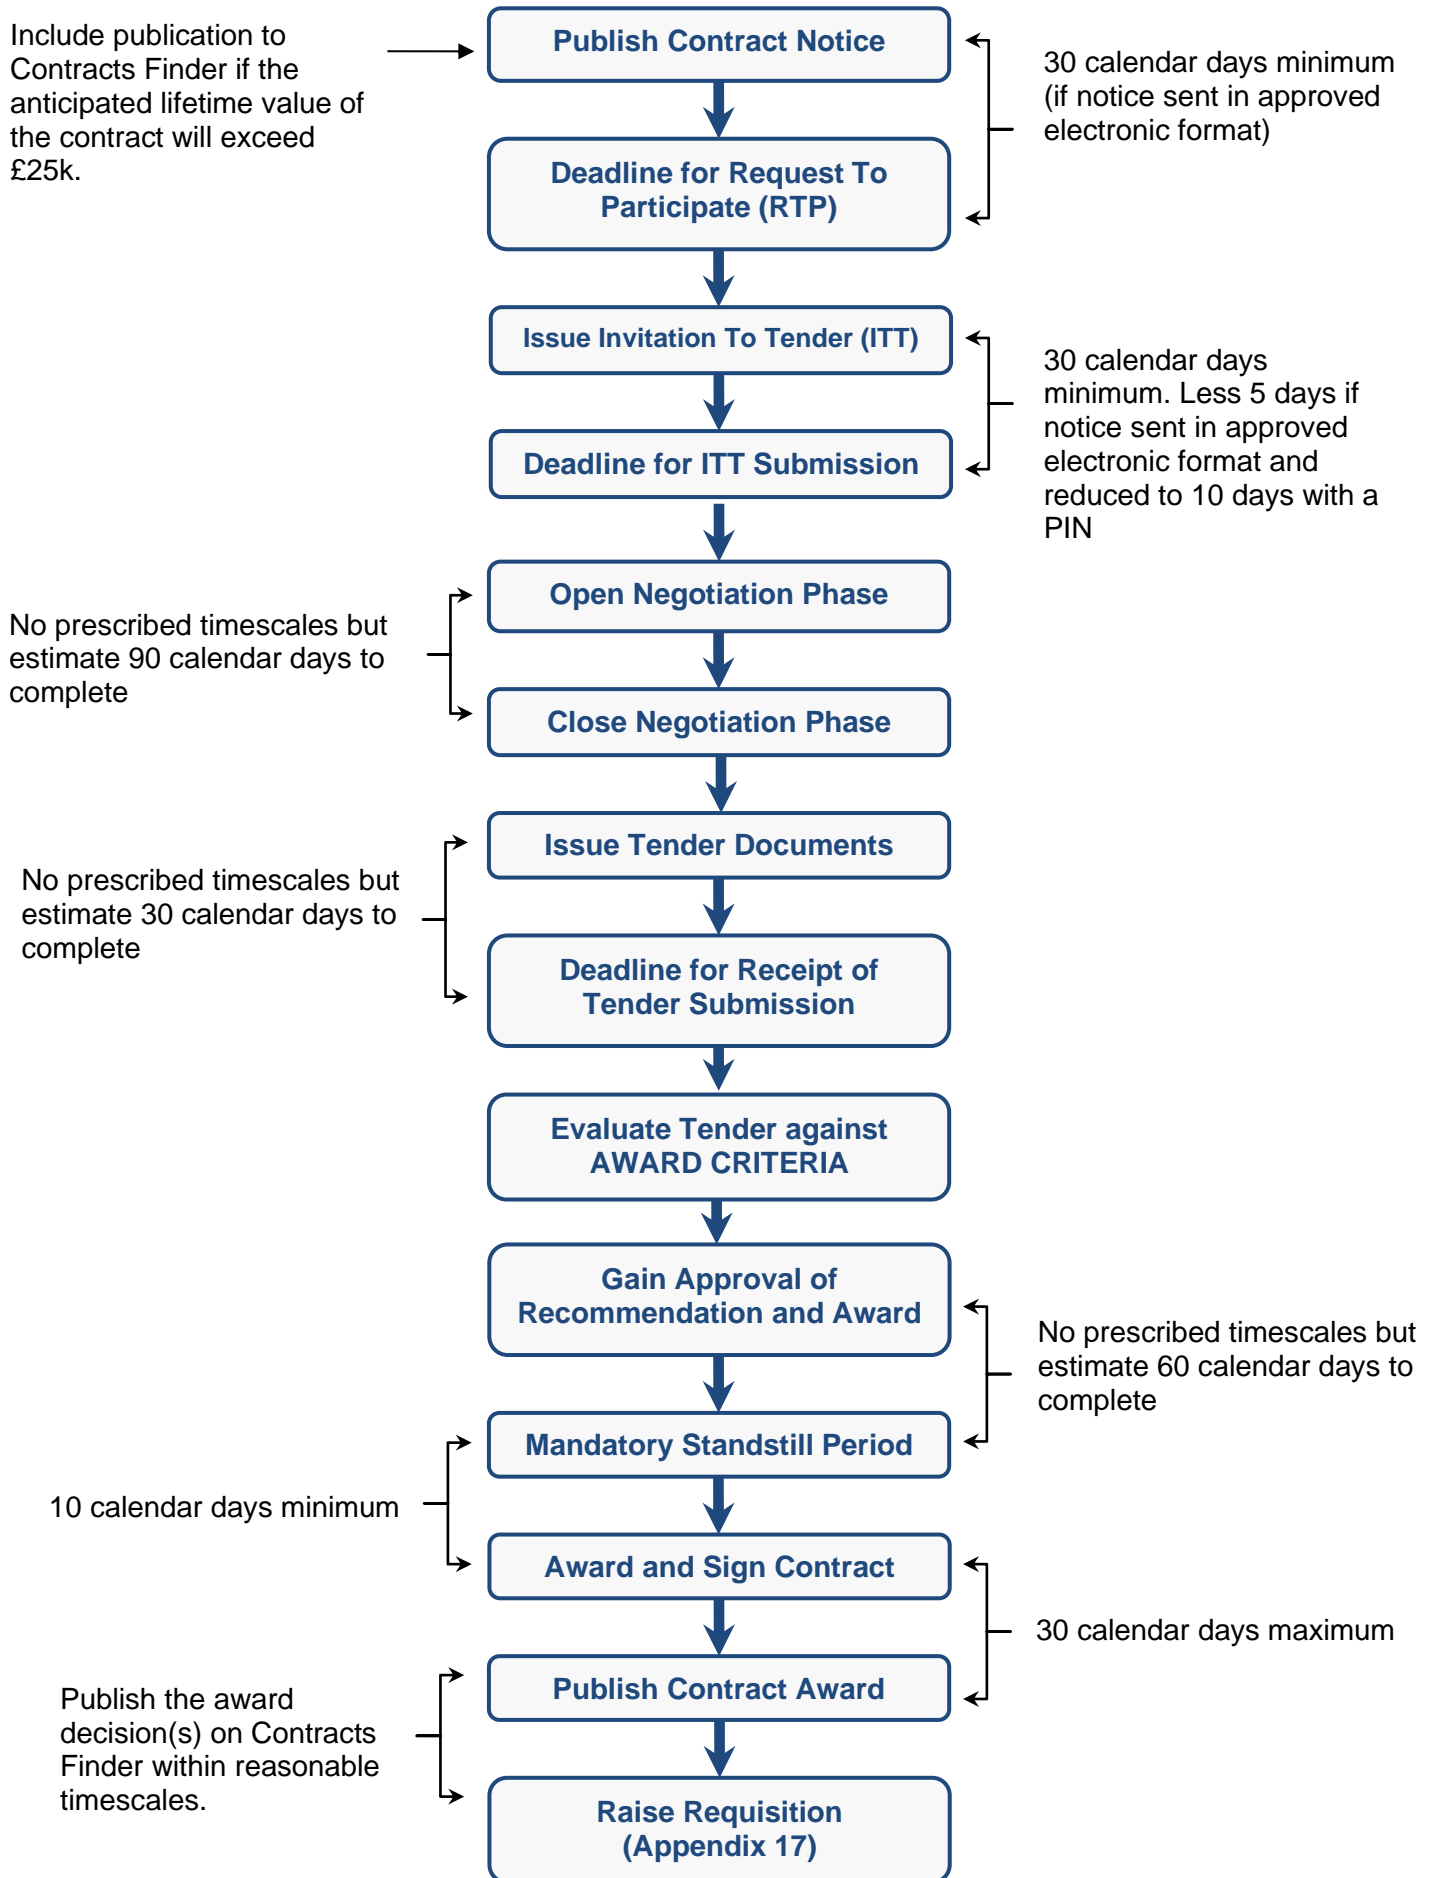 Include publication to
Contracts Finder if the
anticipated lifetime value of
the contract will exceed
£25k.
Publish Contract Notice
30 calendar days minimum
(if notice sent in approved
electronic format)
Deadline for Request To
Participate (RTP)
Issue Invitation To Tender (ITT)
30 calendar days
minimum. Less 5 days if
notice sent in approved
electronic format and
reduced to 10 days with a
PIN
Deadline for ITT Submission
Open Negotiation Phase
No prescribed timescales but
estimate 90 calendar days to
complete
Close Negotiation Phase
Issue Tender Documents
No prescribed timescales but
estimate 30 calendar days to
complete
Deadline for Receipt of
Tender Submission
Evaluate Tender against
AWARD CRITERIA
Gain Approval of
Recommendation and Award
No prescribed timescales but
estimate 60 calendar days to
complete
Mandatory Standstill Period
10 calendar days minimum
Award and Sign Contract
30 calendar days maximum
Publish Contract Award
Publish the award
decision(s) on Contracts
Finder within reasonable
timescales.
Raise Requisition
(Appendix 17)